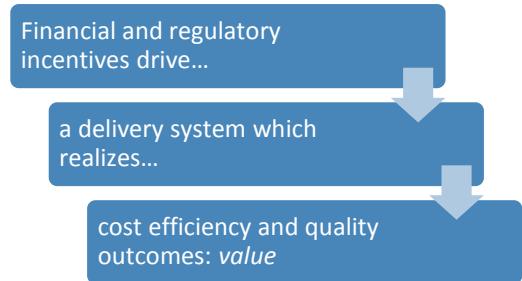 Financial and regulatory
incentives drive…
a delivery system which
realizes…
cost efficiency and quality
outcomes: value